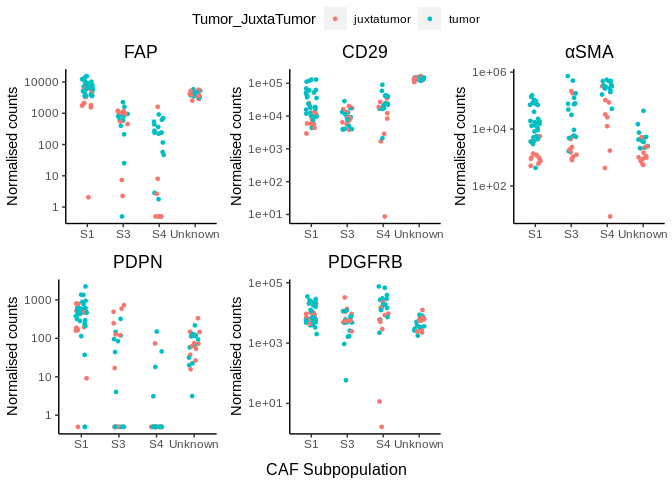 Tumor_JuxtaTumor juxtatumor tumor
FAP
Normalised counts
10000
1000
100
10
1
S1 S3 S4 Unknown
CD29
Normalised counts
1e+05
1e+04
1e+03
1e+02
1e+01
S1 S3 S4 Unknown
αSMA
Normalised counts
1e+06
1e+04
1e+02
S1 S3 S4 Unknown
PDPN
Normalised counts
1000
100
10
1
S1 S3 S4 Unknown
PDGFRB
Normalised counts
1e+05
1e+03
1e+01
S1 S3 S4 Unknown
CAF Subpopulation